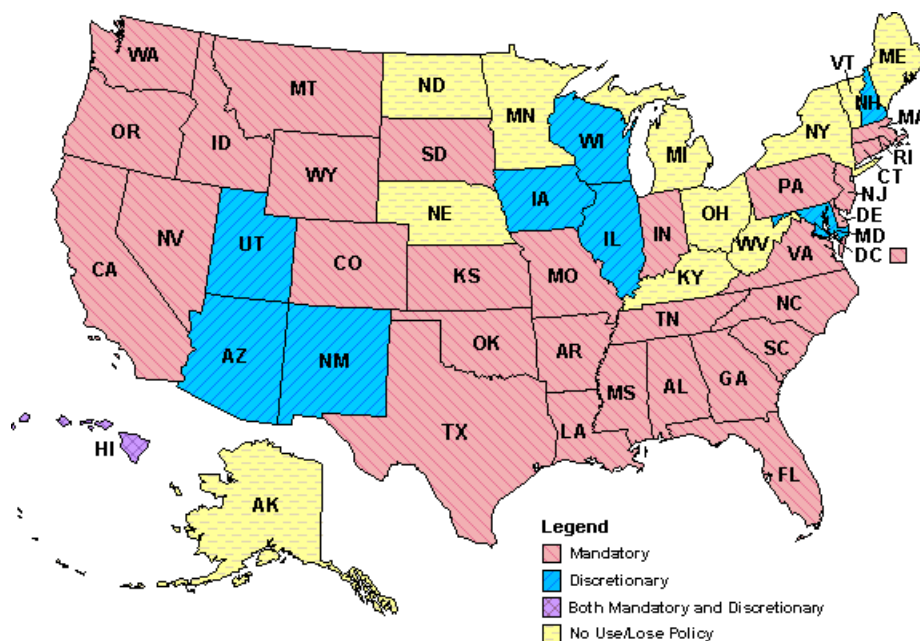 WA
MT
ND
MN
VT
ME
NH
MA
OR
ID
WY
SD
WI
MI
NY
RI
CT
NE
IA
PA
NJ
NV
UT
CO
KS
MO
IL
IN
OH
WV
DE
MD
DC
VA
KY
CA
AZ
NM
OK
AR
TN
NC
SC
MS
AL
GA
TX
LA
FL
HI
AK
Legend
Mandatory
Discretionary
Both Mandatory and Discretionary
No Use/Lose Policy